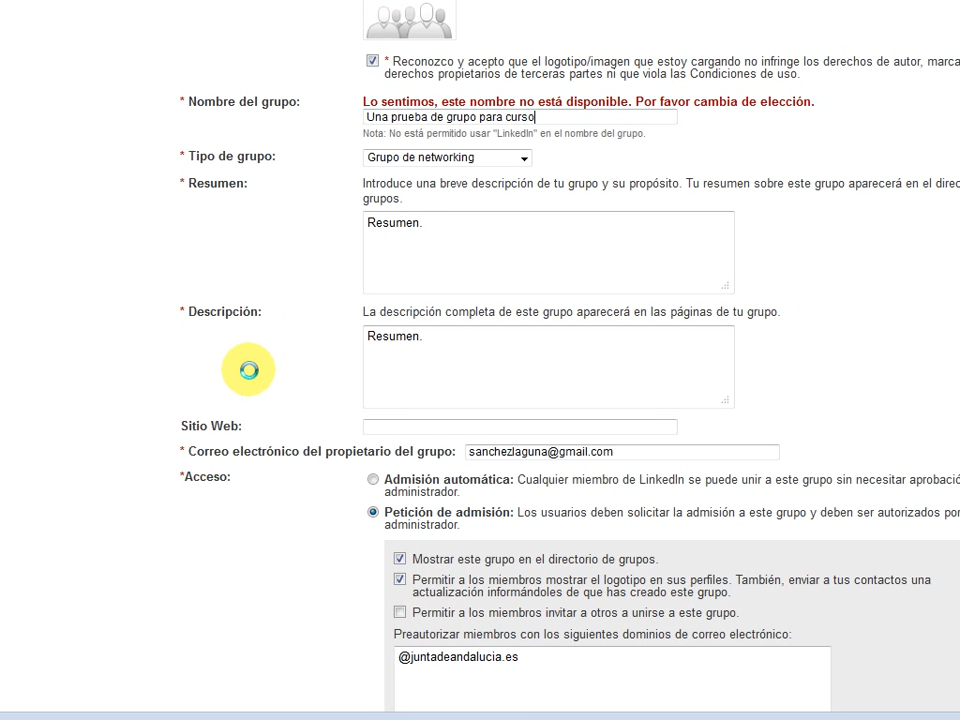 * Reconozco y acepto que el logotipo/imagen que estoy cargando no infringe los derechos de autor, marca
derechos propietarios de terceras partes ni que viola las Condiciones de uso.
* Nombre del grupo:
Lo sentimos, este nombre no está disponible. Por favor cambia de elección.
Una prueba de grupo para curso
Nota: No está permitido usar "LinkedIn" en el nombre del grupo.
* Tipo de grupo:
Grupo de networking
* Resumen:
Introduce una breve descripción de tu grupo y su propósito. Tu resumen sobre este grupo aparecerá en el direc
grupos.
Resumen.
* Descripción:
La descripción completa de este grupo aparecerá en las páginas de tu grupo.
Resumen.
Sitio Web:
* Correo electrónico del propietario del grupo:
sanchezlaguna@gmail.com
*Acceso:
Admisión automática: Cualquier miembro de LinkedIn se puede unir a este grupo sin necesitar aprobació
administrador.
Petición de admisión: Los usuarios deben solicitar la admisión a este grupo y deben ser autorizados por
administrador.
Mostrar este grupo en el directorio de grupos.
Permitir a los miembros mostrar el logotipo en sus perfiles. También, enviar a tus contactos una
actualización informándoles de que has creado este grupo.
Permitir a los miembros invitar a otros a unirse a este grupo.
Preautorizar miembros con los siguientes dominios de correo electrónico:
@juntadeandalucia.es